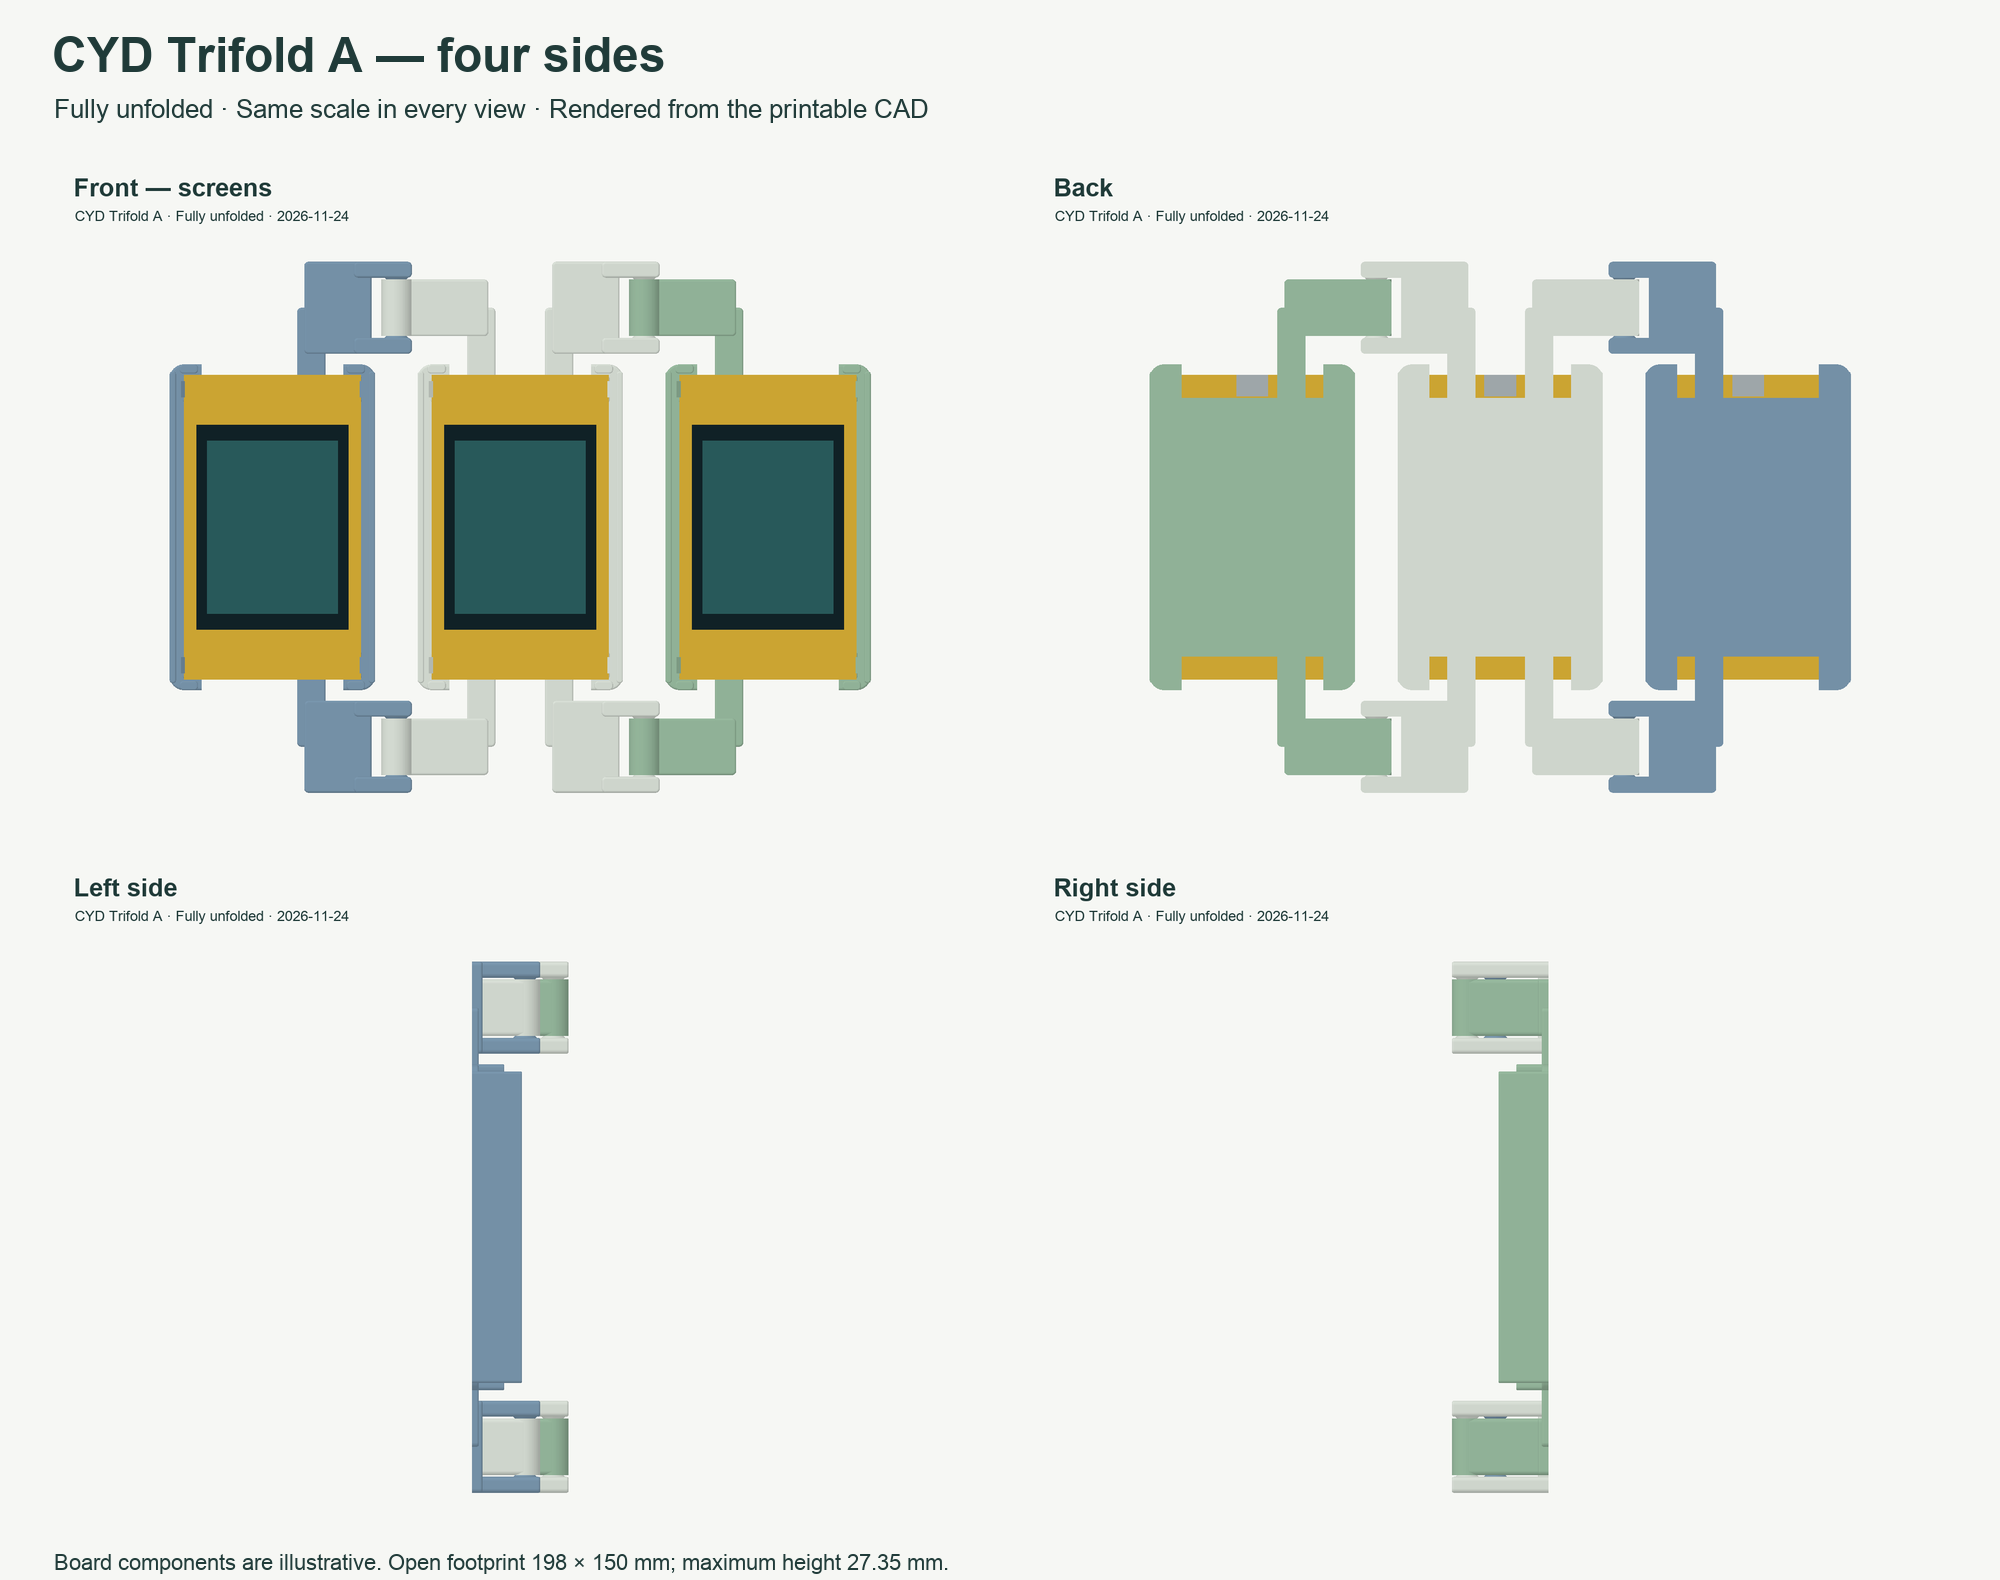 CYD Trifold A — four sides
Fully unfolded · Same scale in every view · Rendered from the printable CAD
Front — screens
CYD Trifold A · Fully unfolded · 2026-11-24
Back
CYD Trifold A · Fully unfolded · 2026-11-24
Left side
CYD Trifold A · Fully unfolded · 2026-11-24
Right side
CYD Trifold A · Fully unfolded · 2026-11-24
Board components are illustrative. Open footprint 198 × 150 mm; maximum height 27.35 mm.